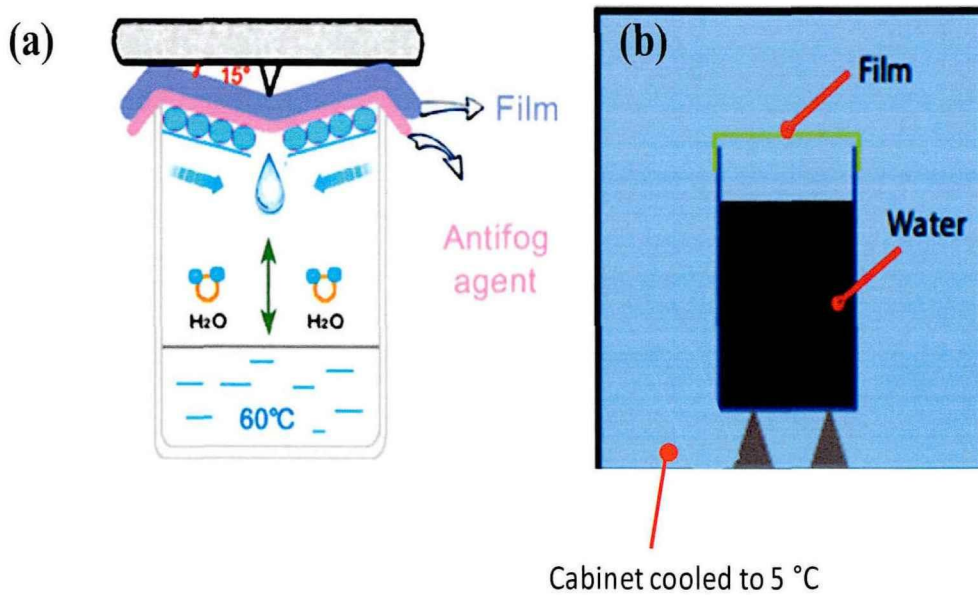 (a)
15°
Film
Antifog
agent
H₂O
H₂O
60°C
(b)
Film
Water
Cabinet cooled to 5 °C